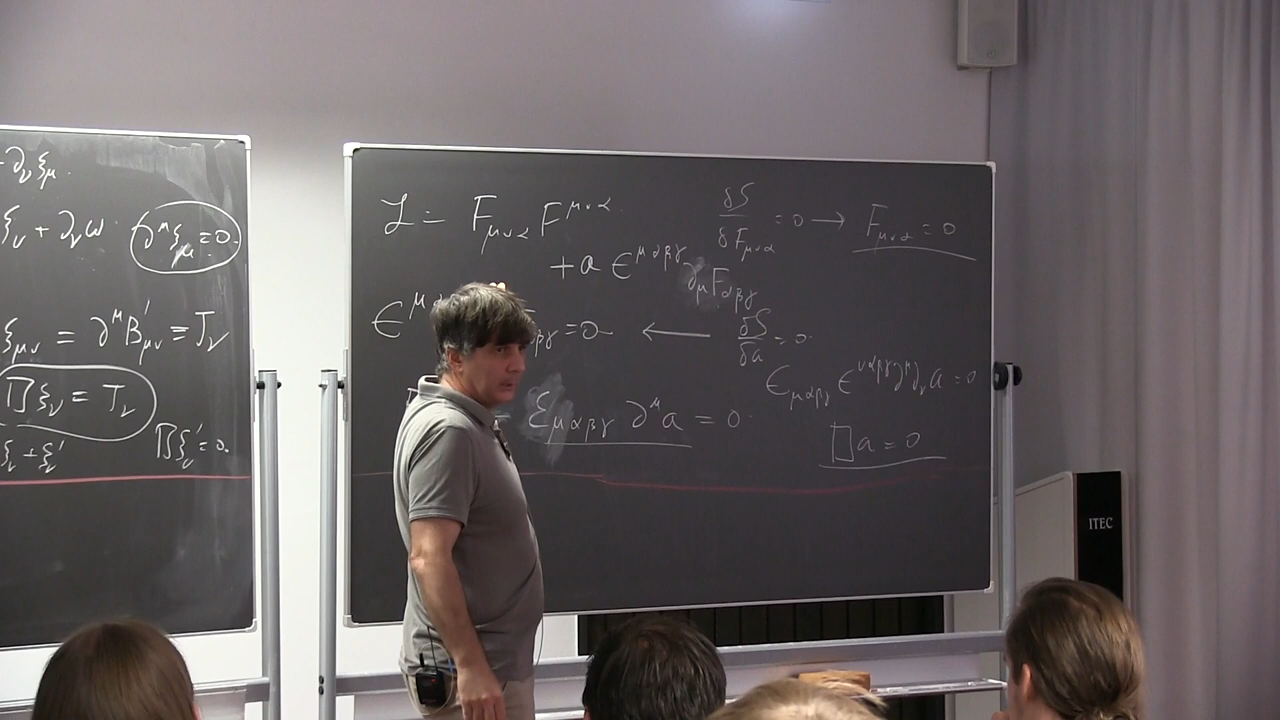 ∂_ν ξ_μ.
ξ_ν + ∂_ν ω. ∂^μ ξ_μ = 0.
ξ_μν = ∂^μ B'_μν = J_ν
□ ξ_ν = J_ν
ξ_ν + ξ'_ν □ ξ'_ν = 0.
ℒ = F_μνα F^μνα.
+ a ϵ^μαβγ ∂_μ F_αβγ
δS / δF_μνα = 0 → F_μνα = 0
βγ = 0 ← δS / δa = 0.
ϵ_μαβγ ϵ^ναβγ ∂^μ ∂_ν a = 0
ε_μαβγ ∂^μ a = 0
□ a = 0
ITEC